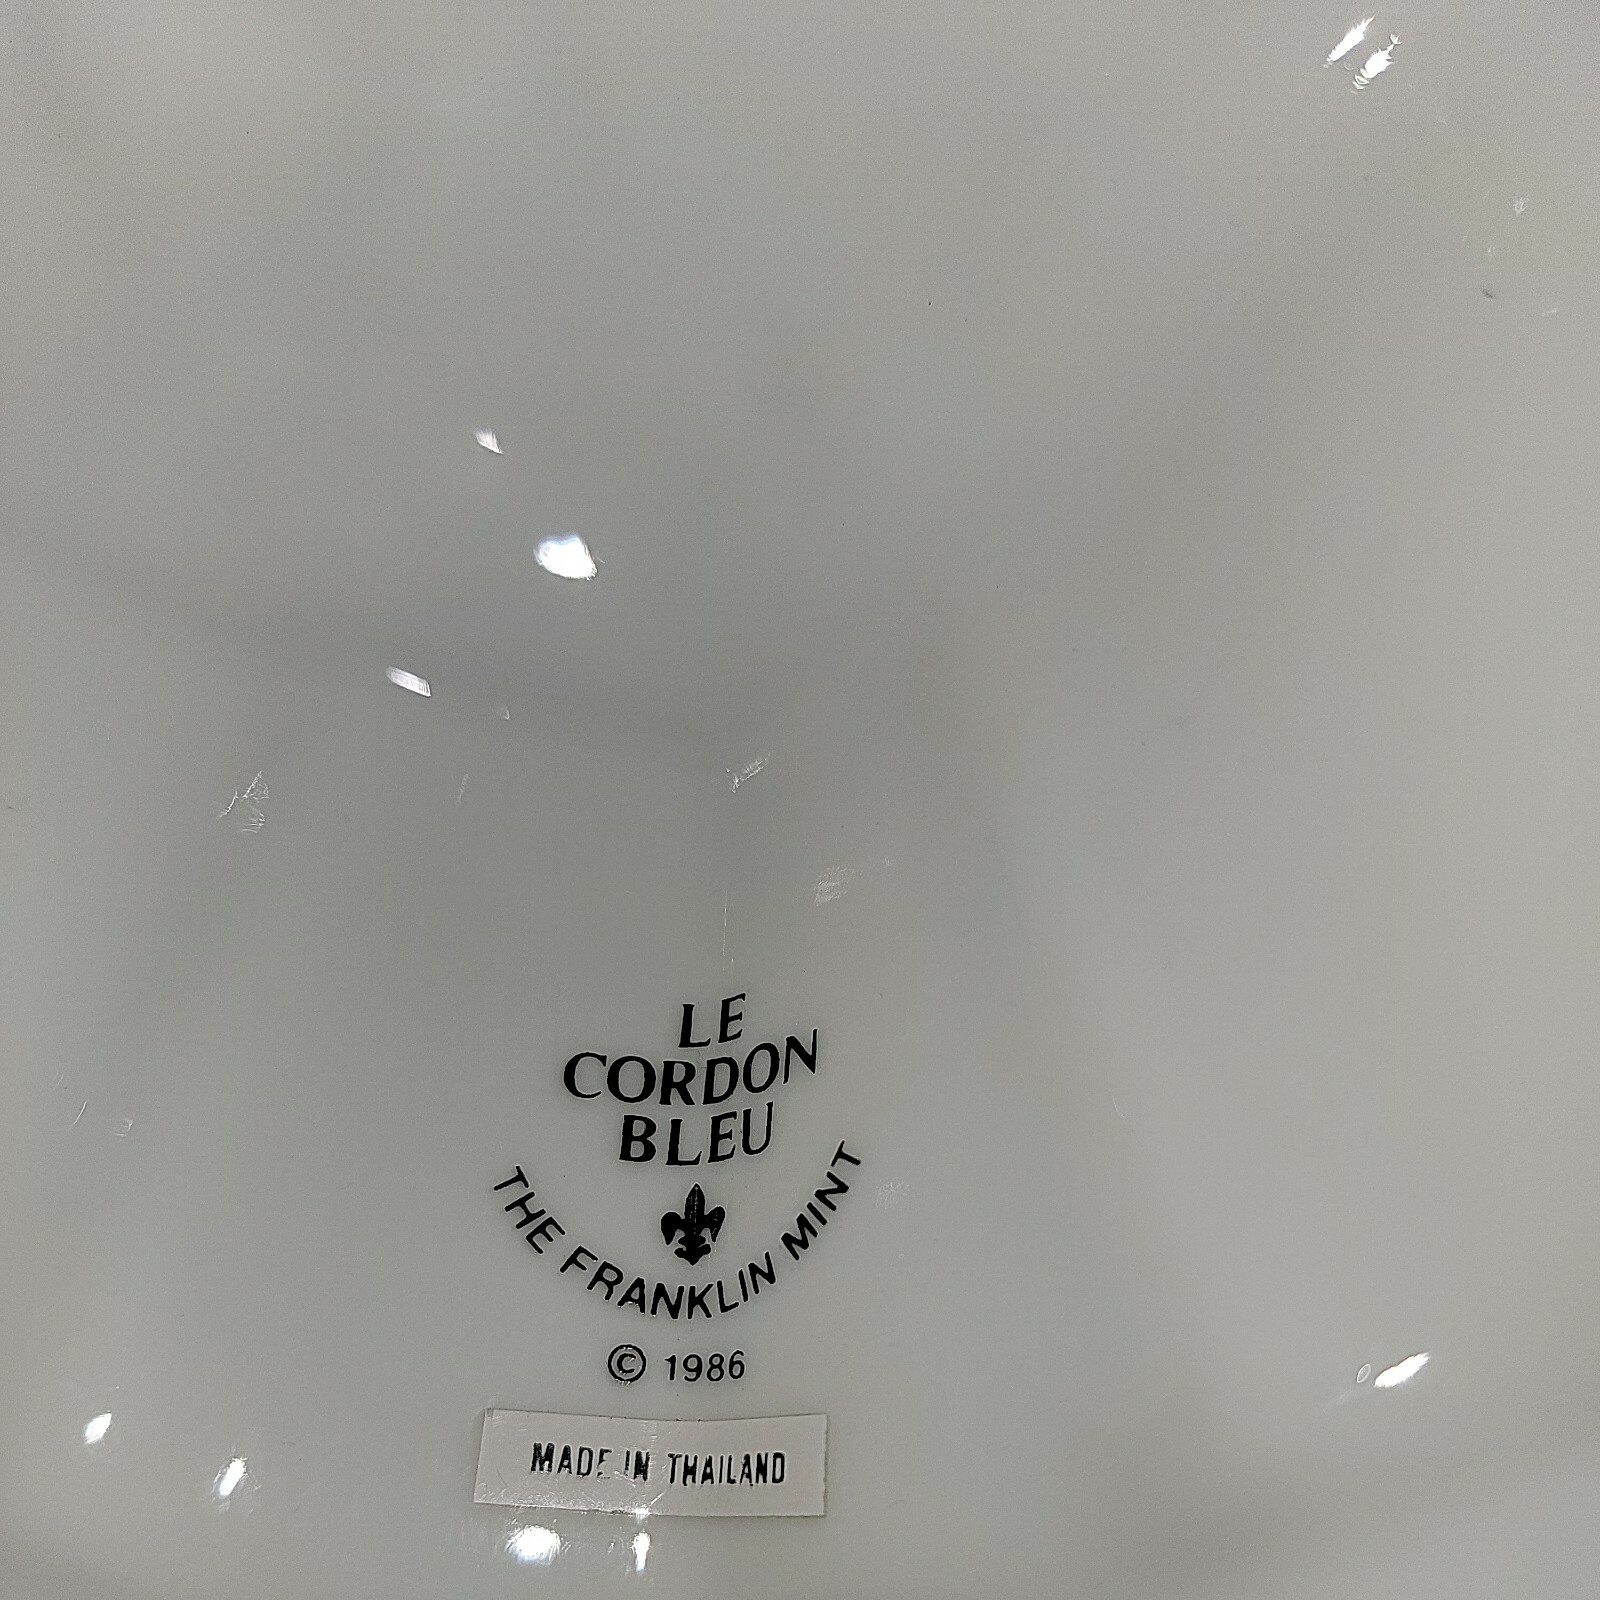 LE
CORDON
BLEU
THE FRANKLIN MINT
© 1986
MADE IN THAILAND